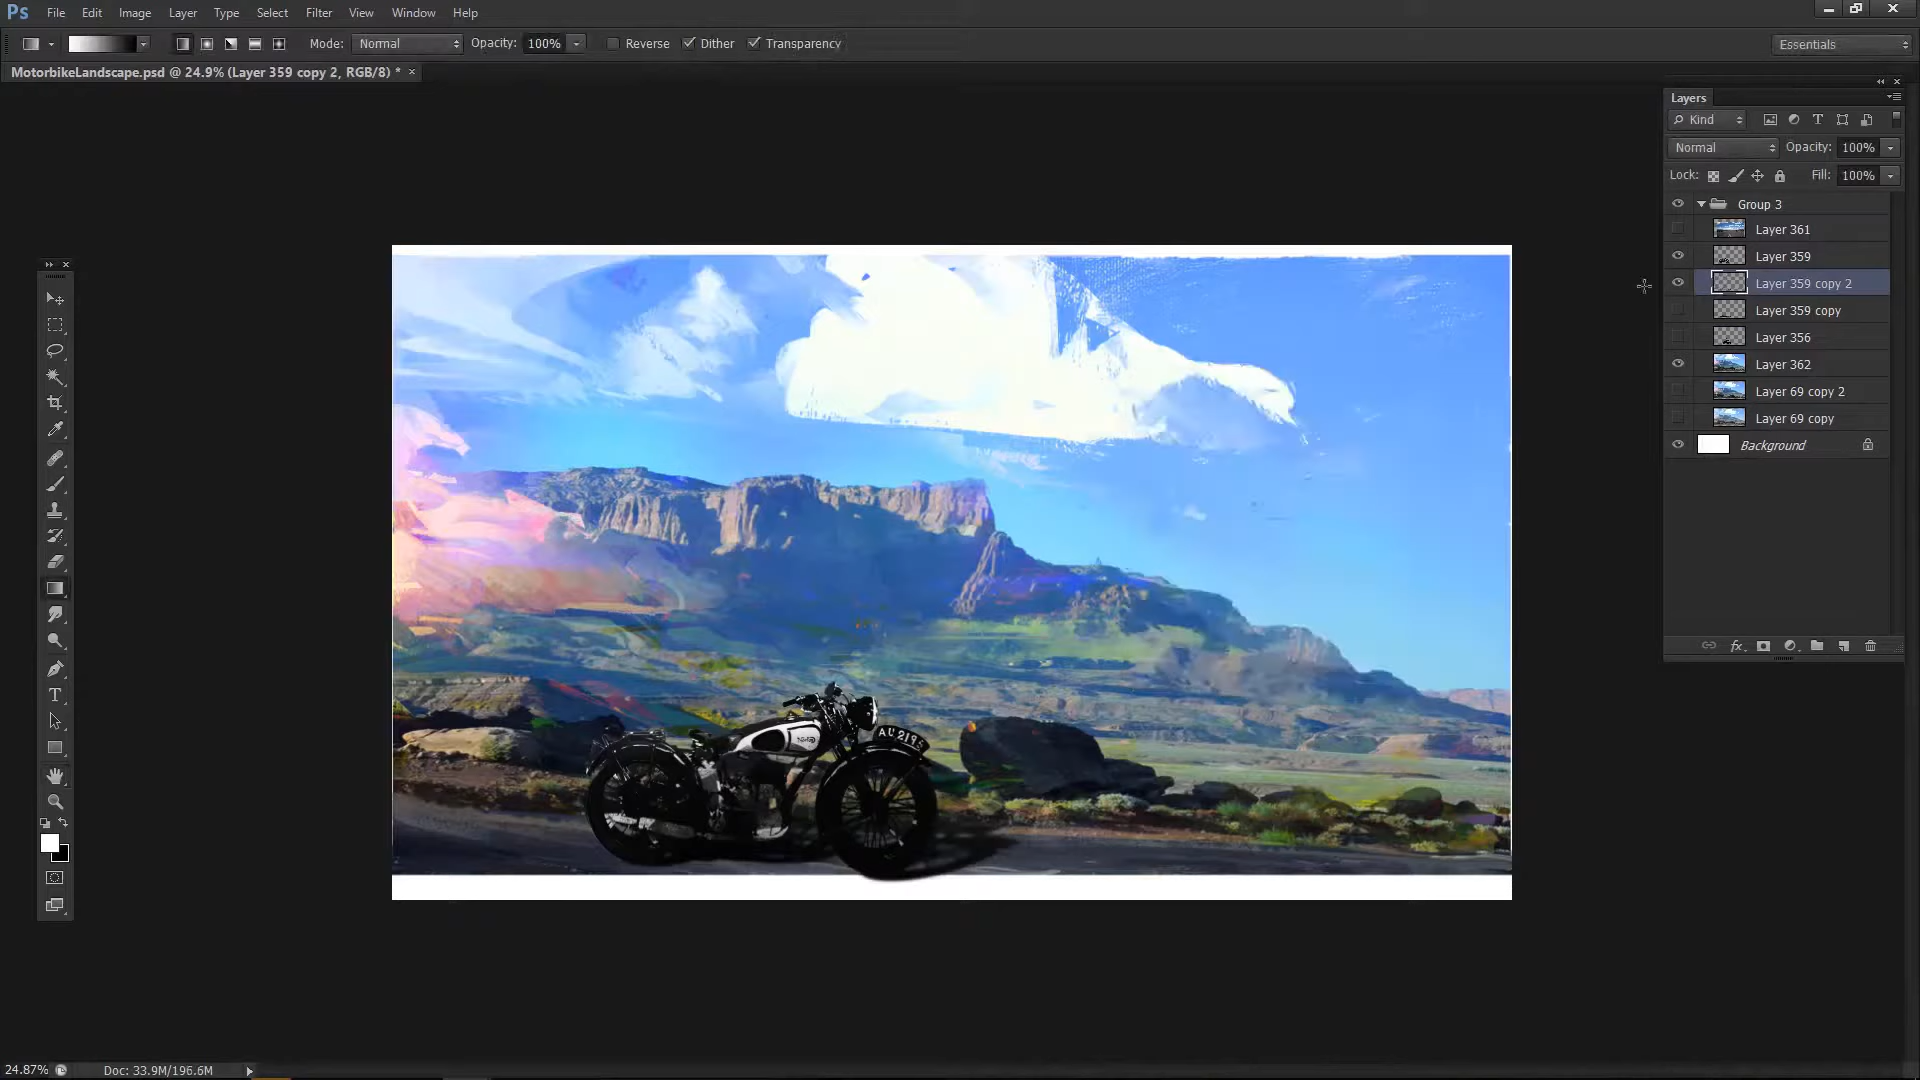 Ps File Edit Image Layer Type Select Filter View Window Help
Mode: Normal Opacity: 100% Reverse Dither Transparency Essentials
MotorbikeLandscape.psd @ 24.9% (Layer 359 copy 2, RGB/8) * ×
Layers
Kind
Normal Opacity: 100%
Lock: Fill: 100%
Group 3
Layer 361
Layer 359
Layer 359 copy 2
Layer 359 copy
Layer 356
Layer 362
Layer 69 copy 2
Layer 69 copy
Background
fx
T
AU 2195
24.87% Doc: 33.9M/196.6M